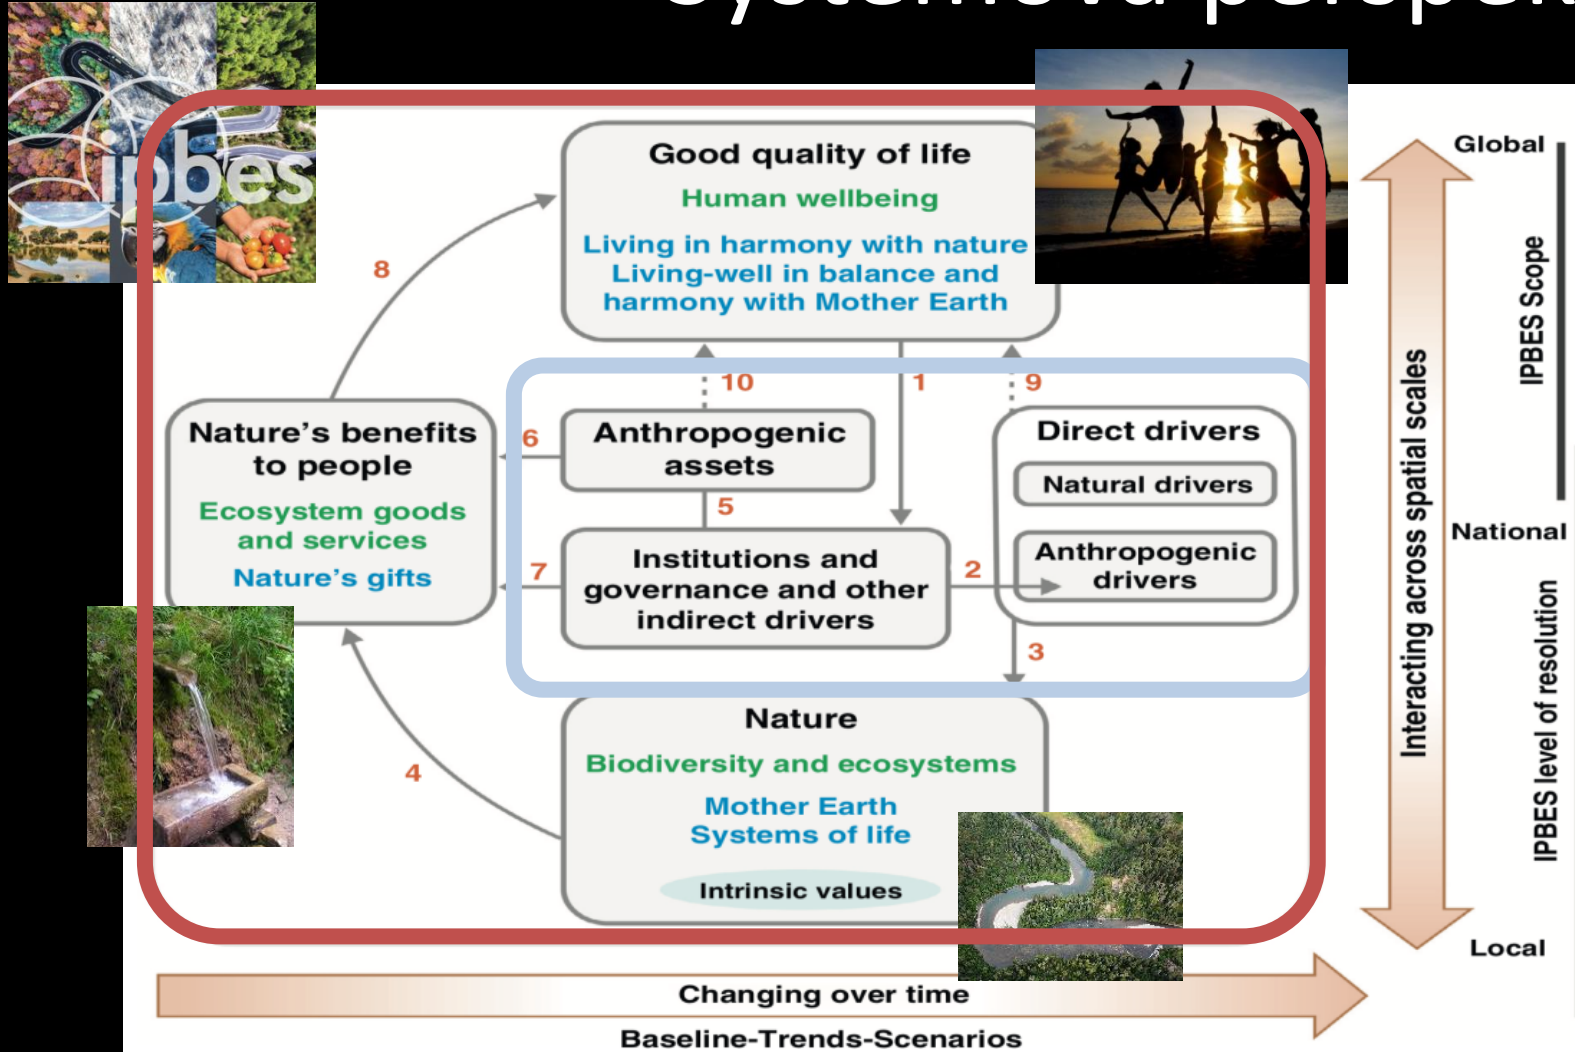 ipbes
Good quality of life
Human wellbeing
Living in harmony with nature
Living-well in balance and
harmony with Mother Earth
8
10
1
9
Nature's benefits
to people
Ecosystem goods
and services
Nature's gifts
6
Anthropogenic
assets
5
7
Institutions and
governance and other
indirect drivers
2
Direct drivers
Natural drivers
Anthropogenic
drivers
3
4
Nature
Biodiversity and ecosystems
Mother Earth
Systems of life
Intrinsic values
Changing over time
Baseline-Trends-Scenarios
Interacting across spatial scales
Global
IPBES Scope
National
IPBES level of resolution
Local